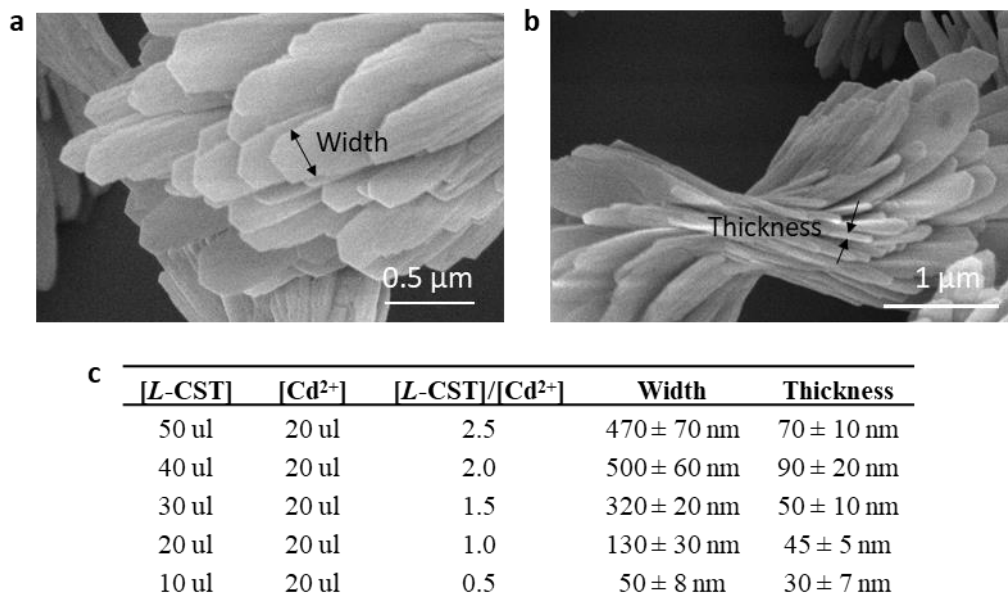 a
Width
0.5 μm
b
Thickness
1 μm
c
[L-CST] [Cd²⁺] [L-CST]/[Cd²⁺] Width Thickness
50 ul 20 ul 2.5 470 ± 70 nm 70 ± 10 nm
40 ul 20 ul 2.0 500 ± 60 nm 90 ± 20 nm
30 ul 20 ul 1.5 320 ± 20 nm 50 ± 10 nm
20 ul 20 ul 1.0 130 ± 30 nm 45 ± 5 nm
10 ul 20 ul 0.5 50 ± 8 nm 30 ± 7 nm